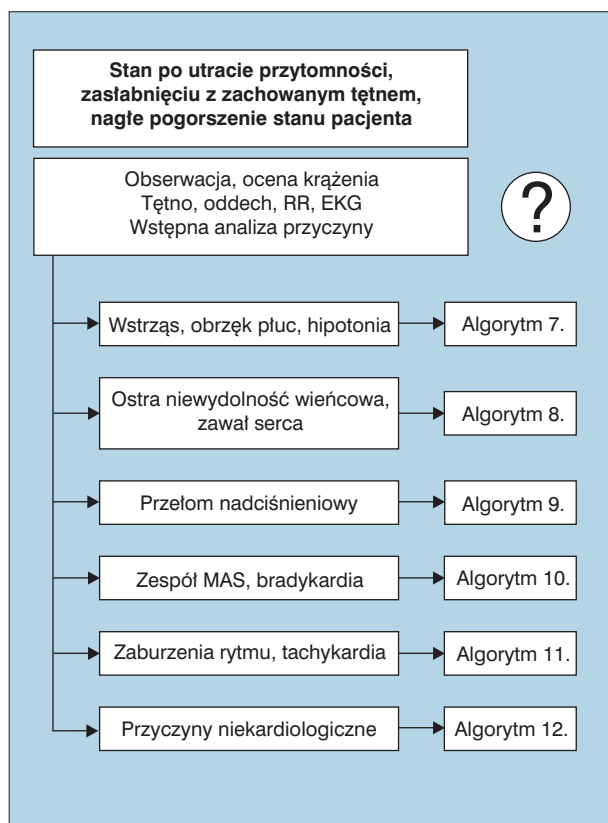 Stan po utracie przytomności,
zasłabnięciu z zachowanym tętnem,
nagłe pogorszenie stanu pacjenta
Obserwacja, ocena krążenia
Tętno, oddech, RR, EKG
Wstępna analiza przyczyny
?
Wstrząs, obrzęk płuc, hipotonia
Algorytm 7.
Ostra niewydolność wieńcowa,
zawał serca
Algorytm 8.
Przełom nadciśnieniowy
Algorytm 9.
Zespół MAS, bradykardia
Algorytm 10.
Zaburzenia rytmu, tachykardia
Algorytm 11.
Przyczyny niekardiologiczne
Algorytm 12.